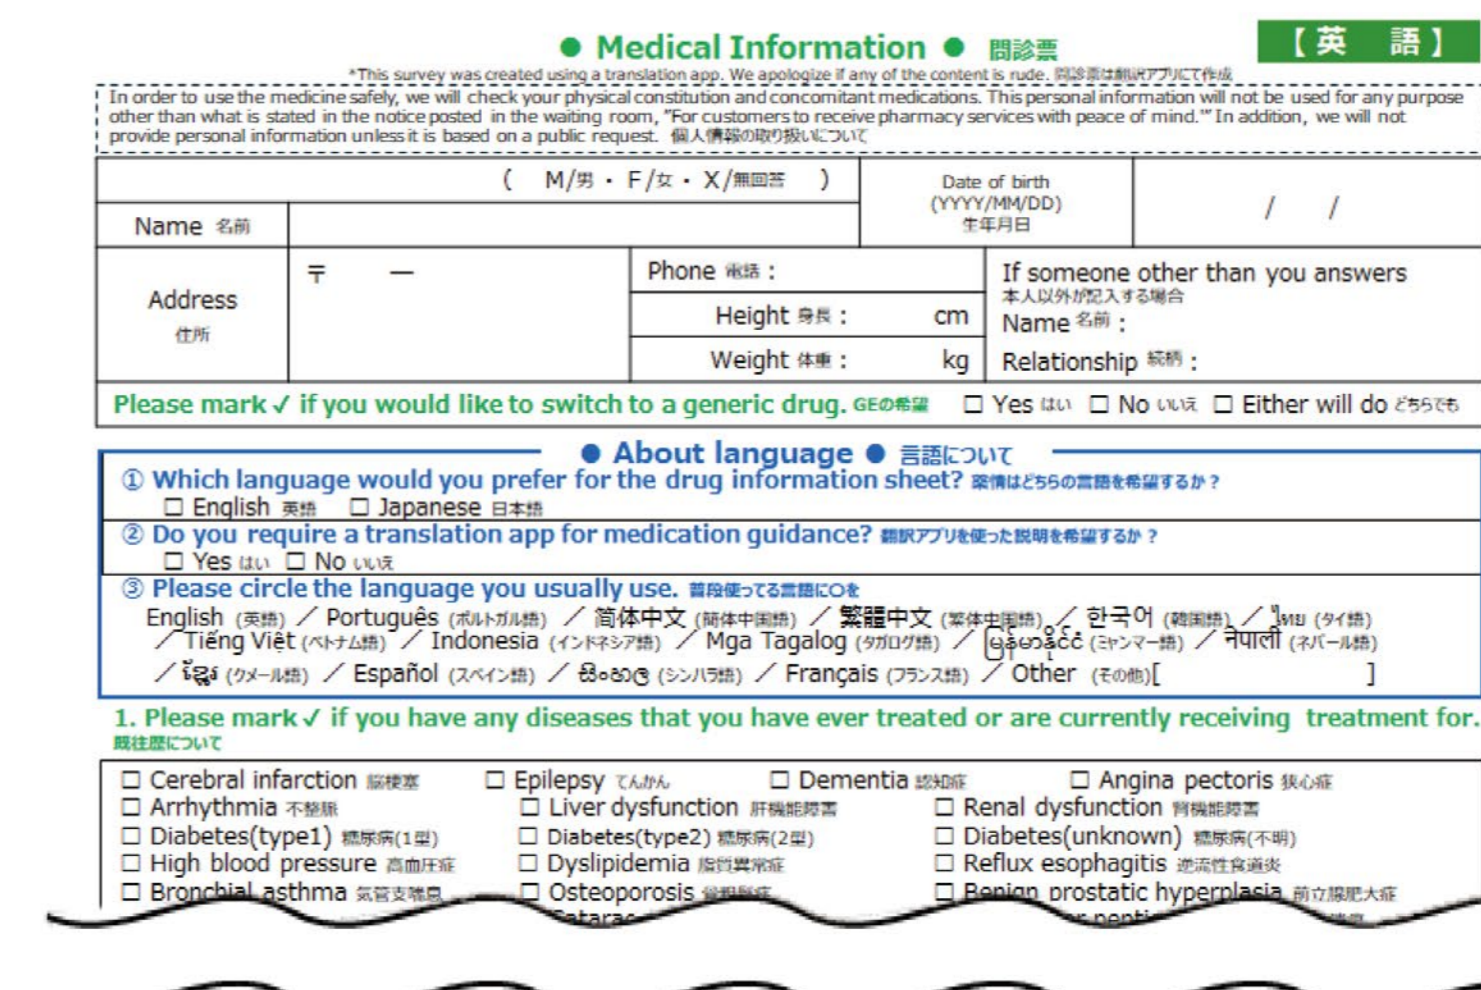 ● Medical Information ● 問診票 【英 語】
*This survey was created using a translation app. We apologize if any of the content is rude. 問診票は翻訳アプリにて作成
In order to use the medicine safely, we will check your physical constitution and concomitant medications. This personal information will not be used for any purpose
other than what is stated in the notice posted in the waiting room, "For customers to receive pharmacy services with peace of mind."" In addition, we will not
provide personal information unless it is based on a public request. 個人情報の取り扱いについて
( M/男・F/女・X/無回答 )
Name 名前
Date of birth
(YYYY/MM/DD)
生年月日
/ /
Address
住所
〒 ー
Phone 電話:
Height 身長: cm
Weight 体重: kg
If someone other than you answers
本人以外が記入する場合
Name 名前:
Relationship 続柄:
Please mark ✓ if you would like to switch to a generic drug. GEの希望 □ Yes はい □ No いいえ □ Either will do どちらでも
● About language ● 言語について
① Which language would you prefer for the drug information sheet? 薬情はどちらの言語を希望するか？
□ English 英語 □ Japanese 日本語
② Do you require a translation app for medication guidance? 翻訳アプリを使った説明を希望するか？
□ Yes はい □ No いいえ
③ Please circle the language you usually use. 普段使ってる言語に○を
English (英語) ／ Português (ポルトガル語) ／ 简体中文 (簡体中国語) ／ 繁體中文 (繁体中国語) ／ 한국어 (韓国語) ／ ไทย (タイ語)
／ Tiếng Việt (ベトナム語) ／ Indonesia (インドネシア語) ／ Mga Tagalog (タガログ語) ／ မြန်မာနိုင်ငံ (ミャンマー語) ／ नेपाली (ネパール語)
／ ខ្មែរ (クメール語) ／ Español (スペイン語) ／ සිංහල (シンハラ語) ／ Français (フランス語) ／ Other (その他)[ ]
1. Please mark ✓ if you have any diseases that you have ever treated or are currently receiving treatment for.
既往歴について
□ Cerebral infarction 脳梗塞 □ Epilepsy てんかん □ Dementia 認知症 □ Angina pectoris 狭心症
□ Arrhythmia 不整脈 □ Liver dysfunction 肝機能障害 □ Renal dysfunction 腎機能障害
□ Diabetes(type1) 糖尿病(1型) □ Diabetes(type2) 糖尿病(2型) □ Diabetes(unknown) 糖尿病(不明)
□ High blood pressure 高血圧症 □ Dyslipidemia 脂質異常症 □ Reflux esophagitis 逆流性食道炎
□ Bronchial asthma 気管支喘息 □ Osteoporosis 骨粗鬆症 □ Benign prostatic hyperplasia 前立腺肥大症